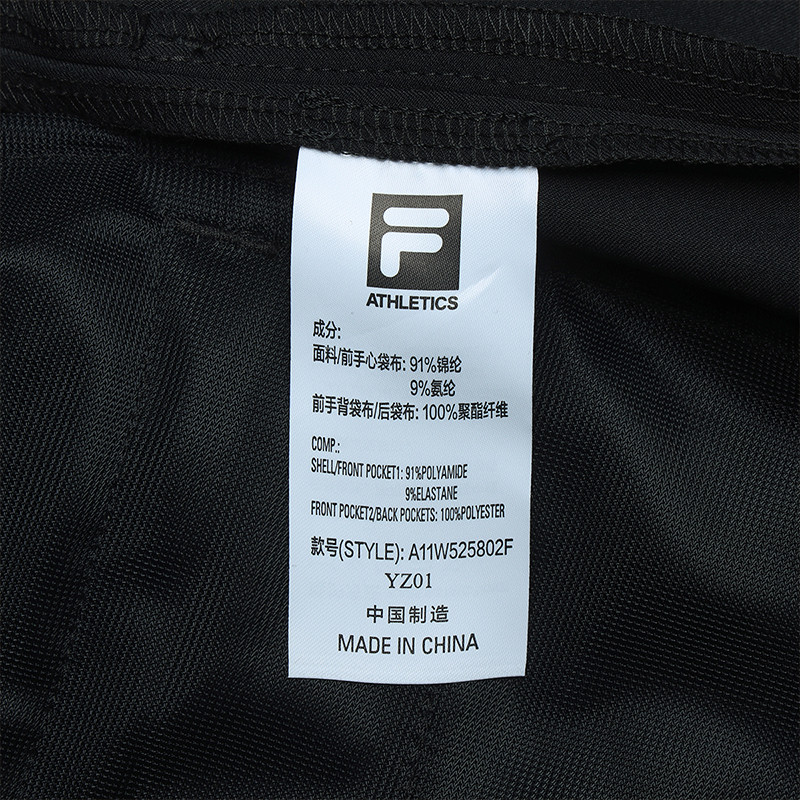 F
ATHLETICS
成分:
面料/前手心袋布: 91%锦纶
9%氨纶
前手背袋布/后袋布: 100%聚酯纤维
COMP.:
SHELL/FRONT POCKET1: 91%POLYAMIDE
9%ELASTANE
FRONT POCKET2/BACK POCKETS: 100%POLYESTER
款号(STYLE): A11W525802F
YZ01
中国制造
MADE IN CHINA